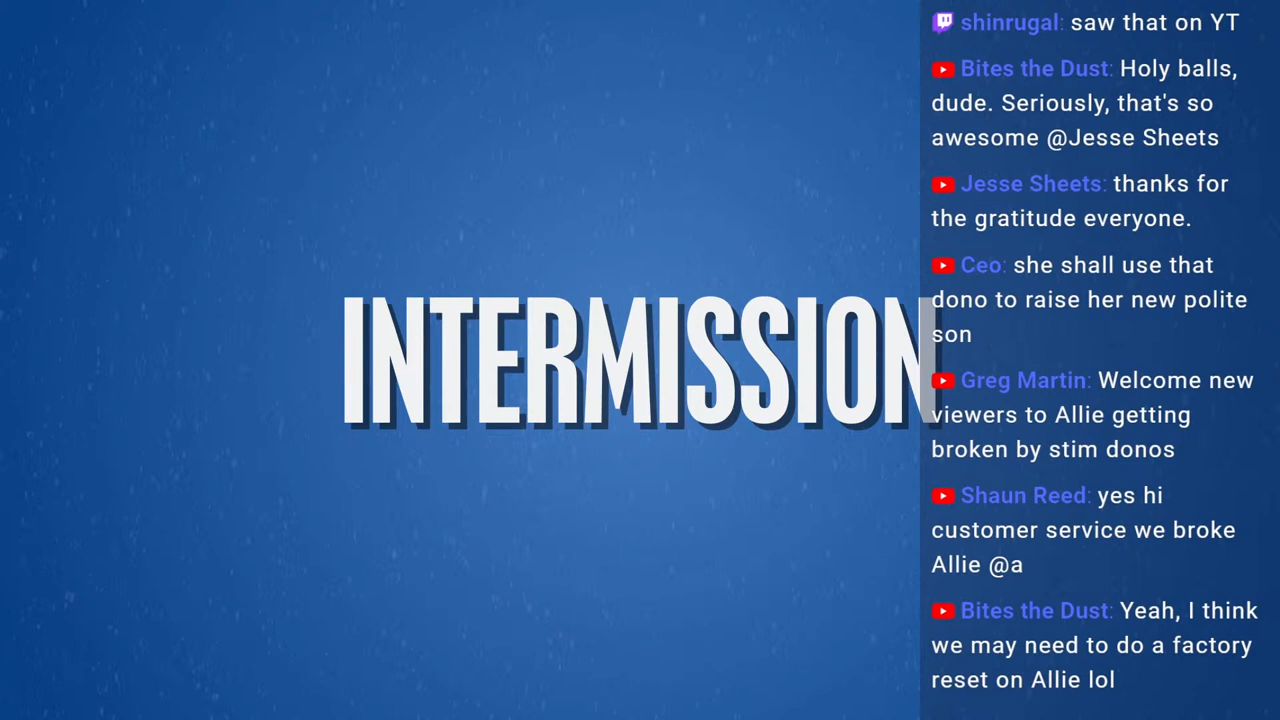 INTERMISSION
shinrugal: saw that on YT
Bites the Dust: Holy balls,
dude. Seriously, that's so
awesome @Jesse Sheets
Jesse Sheets: thanks for
the gratitude everyone.
Ceo: she shall use that
dono to raise her new polite
son
Greg Martin: Welcome new
viewers to Allie getting
broken by stim donos
Shaun Reed: yes hi
customer service we broke
Allie @a
Bites the Dust: Yeah, I think
we may need to do a factory
reset on Allie lol